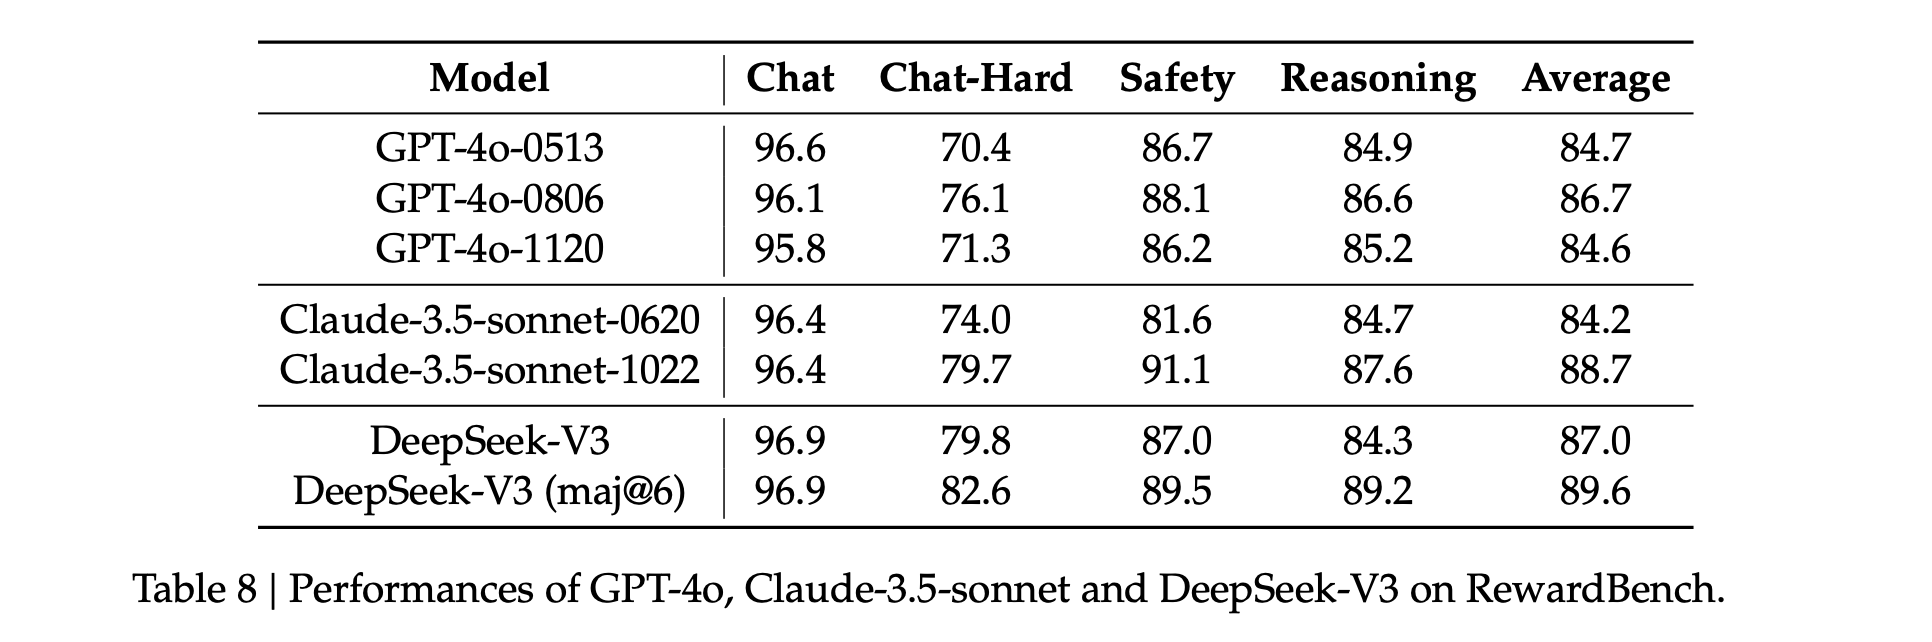 Model Chat Chat-Hard Safety Reasoning Average
GPT-4o-0513 96.6 70.4 86.7 84.9 84.7
GPT-4o-0806 96.1 76.1 88.1 86.6 86.7
GPT-4o-1120 95.8 71.3 86.2 85.2 84.6
Claude-3.5-sonnet-0620 96.4 74.0 81.6 84.7 84.2
Claude-3.5-sonnet-1022 96.4 79.7 91.1 87.6 88.7
DeepSeek-V3 96.9 79.8 87.0 84.3 87.0
DeepSeek-V3 (maj@6) 96.9 82.6 89.5 89.2 89.6
Table 8 | Performances of GPT-4o, Claude-3.5-sonnet and DeepSeek-V3 on RewardBench.